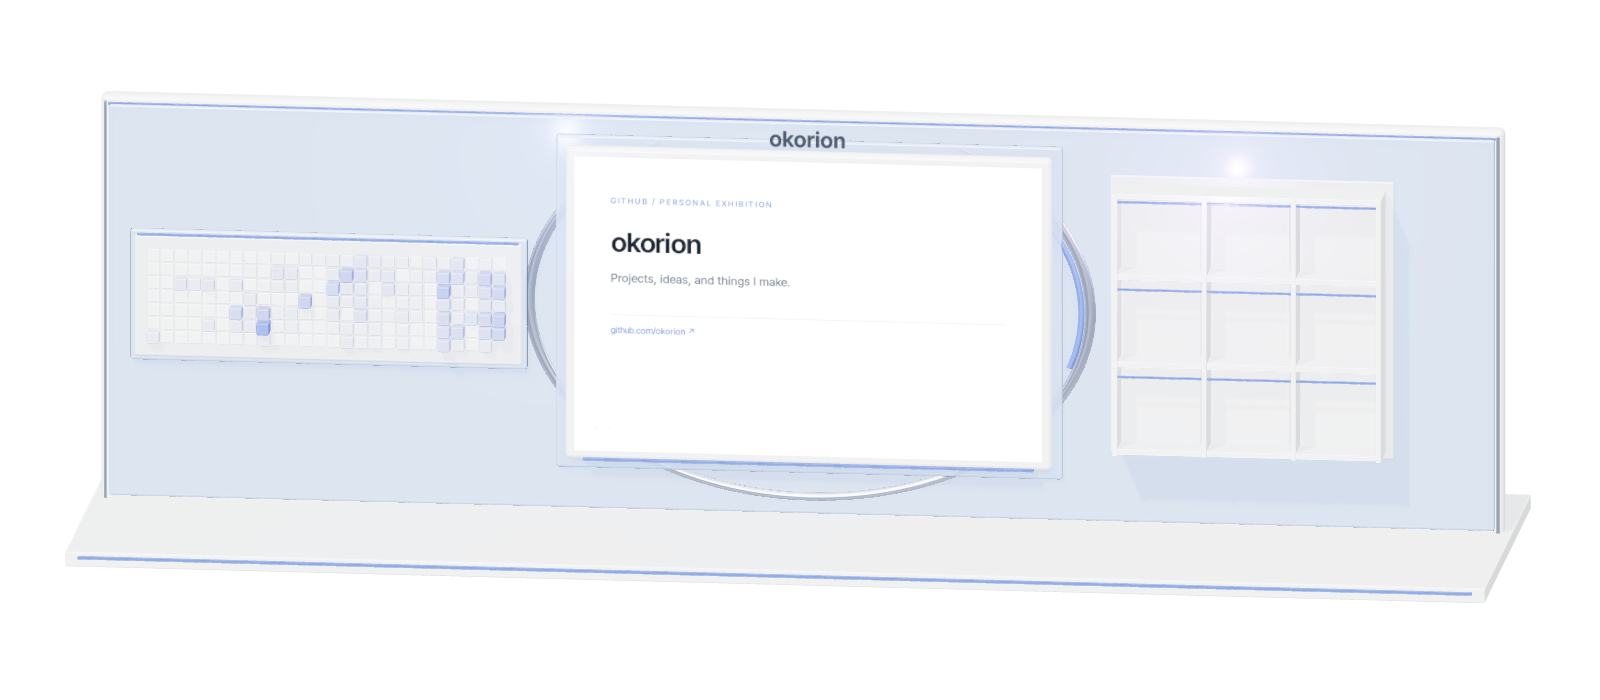 okorion
GITHUB / PERSONAL EXHIBITION
okorion
Projects, ideas, and things I make.
github.com/okorion ↗